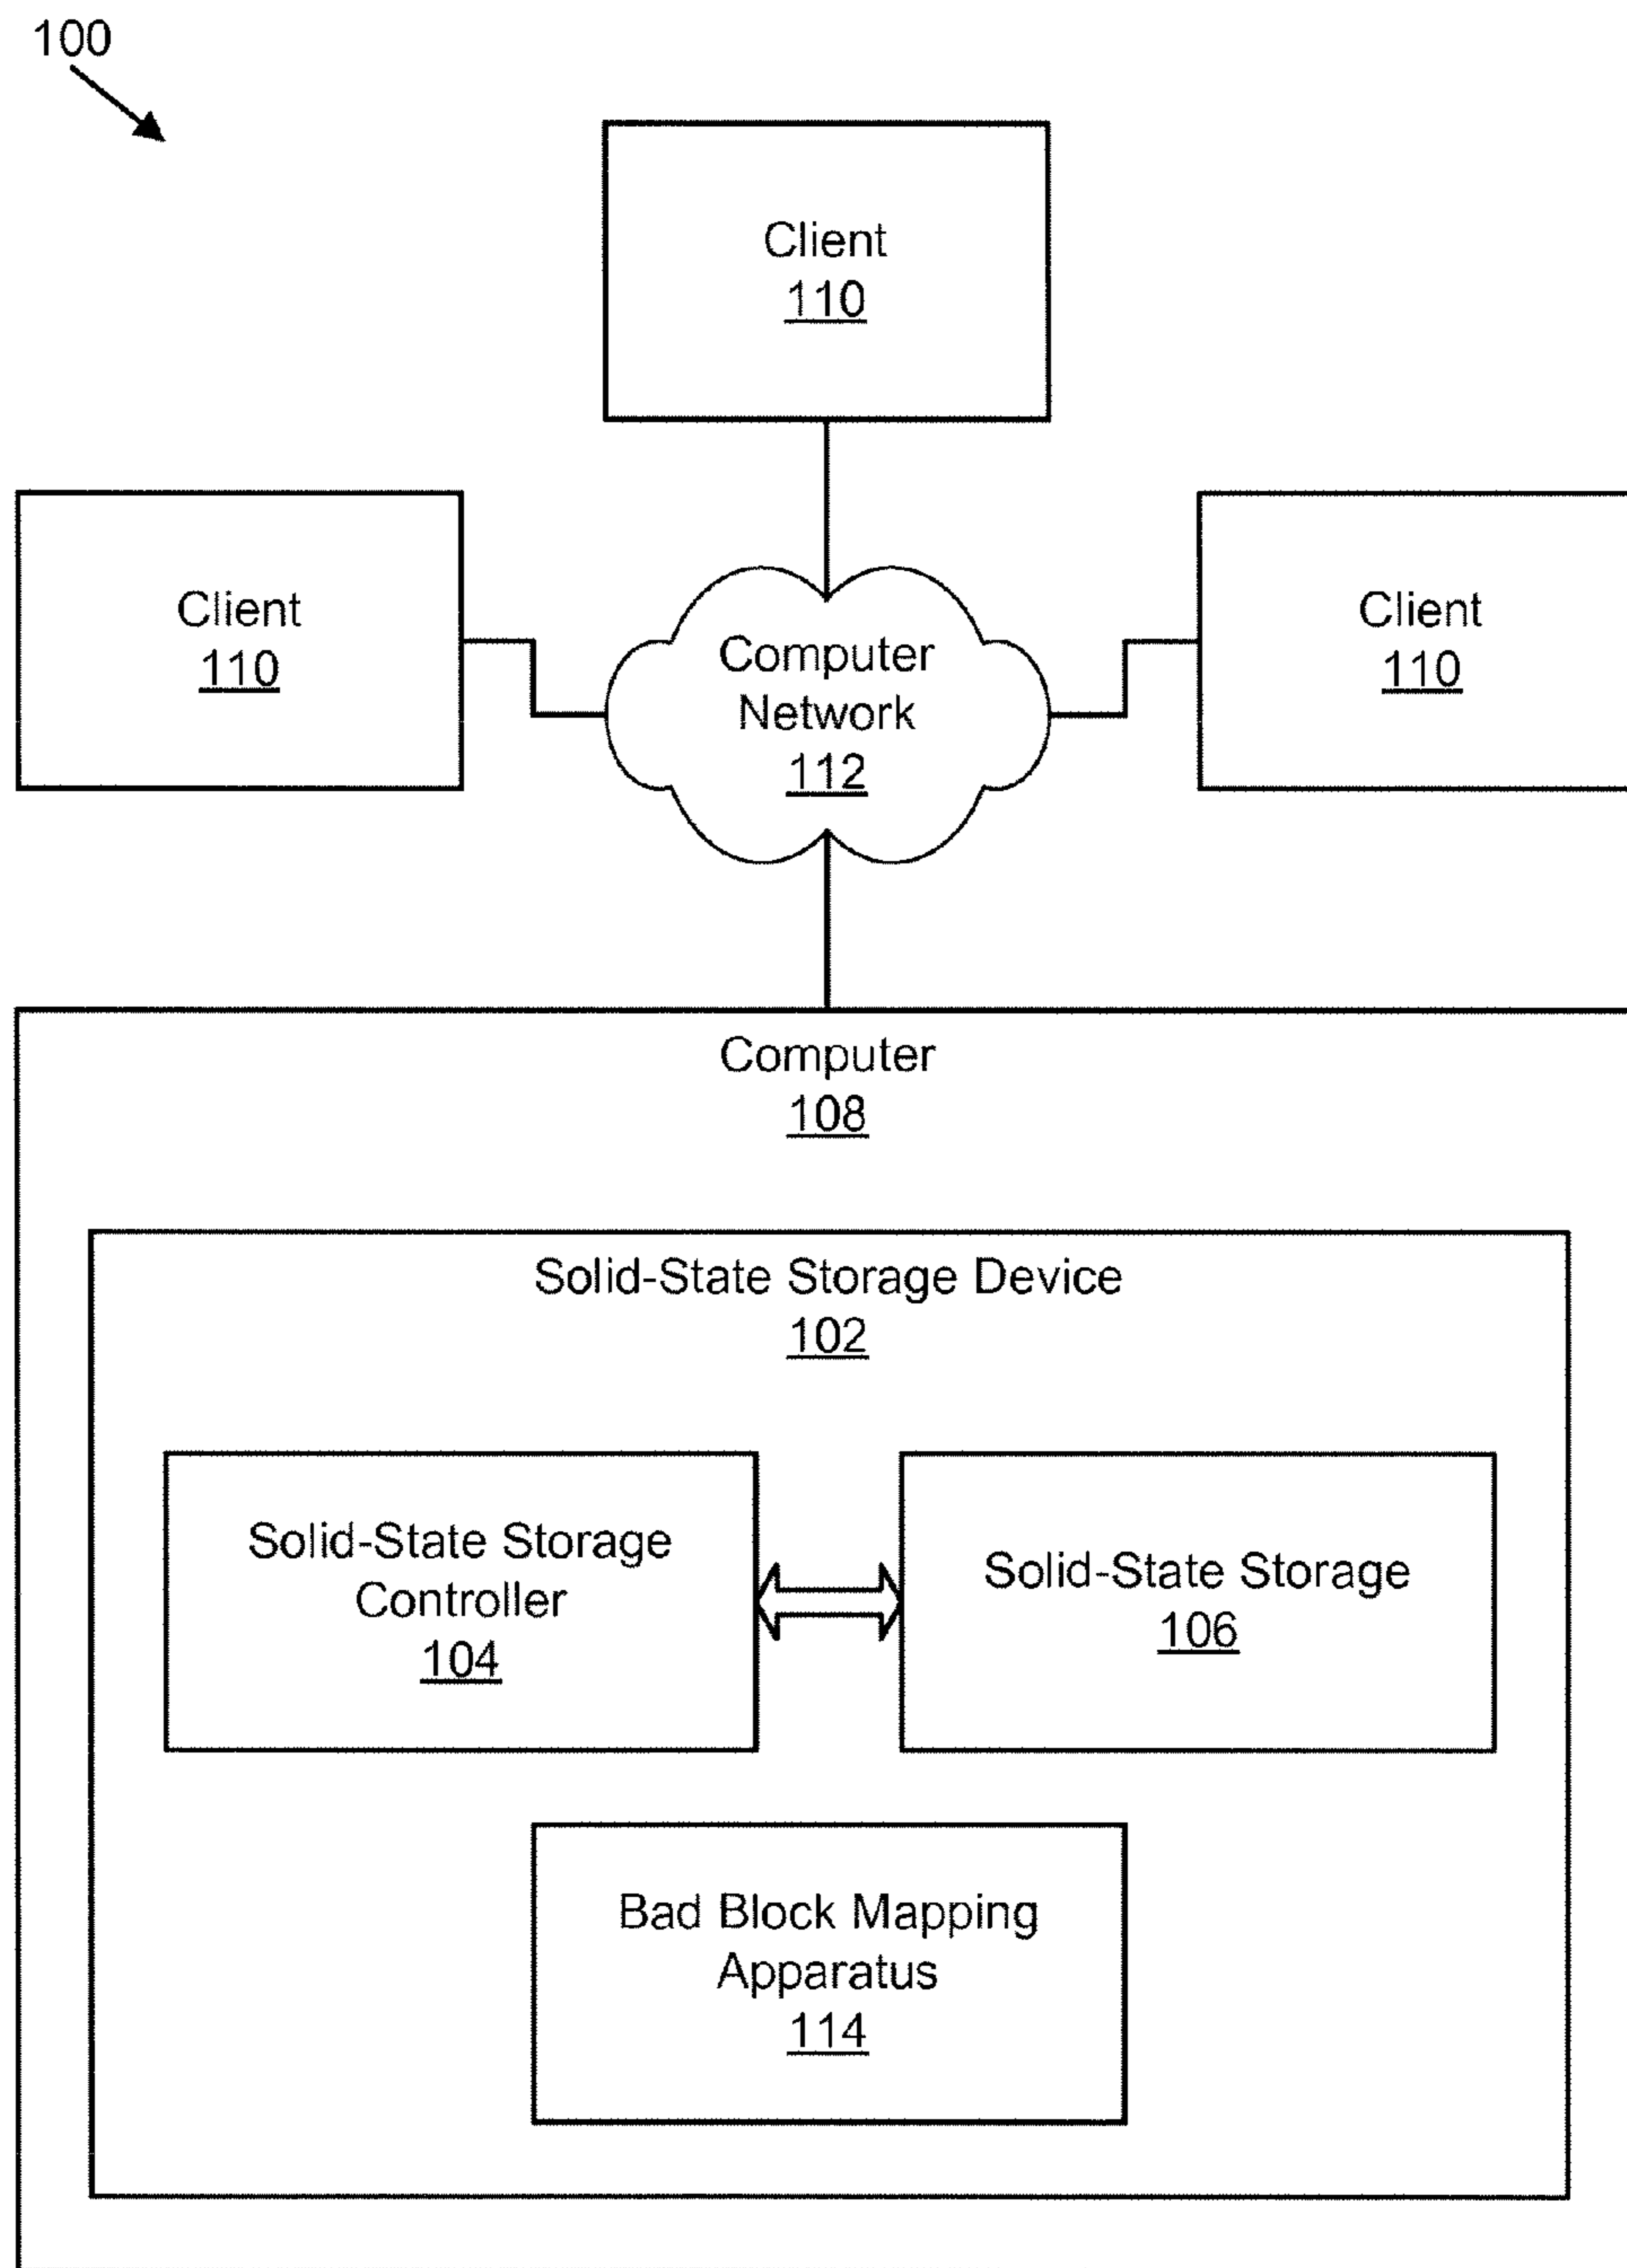 100
Client
110
Client
110
Client
110
Computer
Network
112
Computer
108
Solid-State Storage Device
102
Solid-State Storage
Controller
104
Solid-State Storage
106
Bad Block Mapping
Apparatus
114